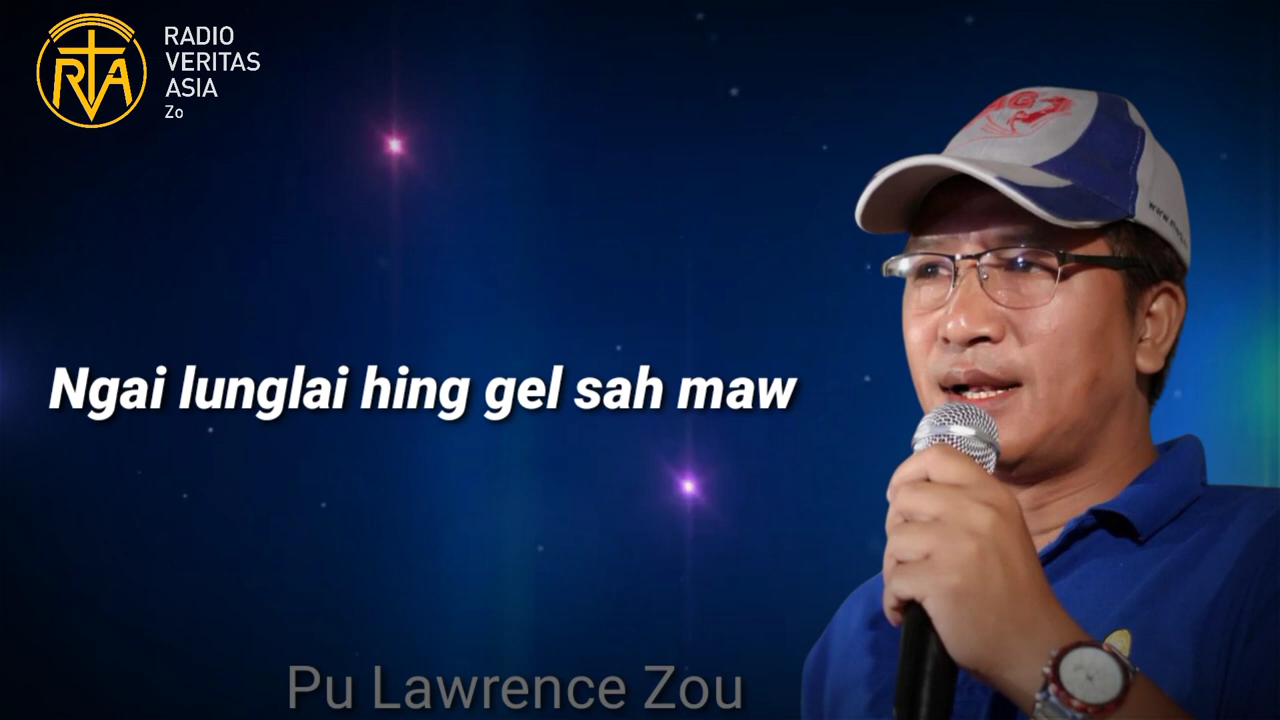 RADIO
VERITAS
ASIA
Zo
Ngai lunglai hing gel sah maw
Pu Lawrence Zou